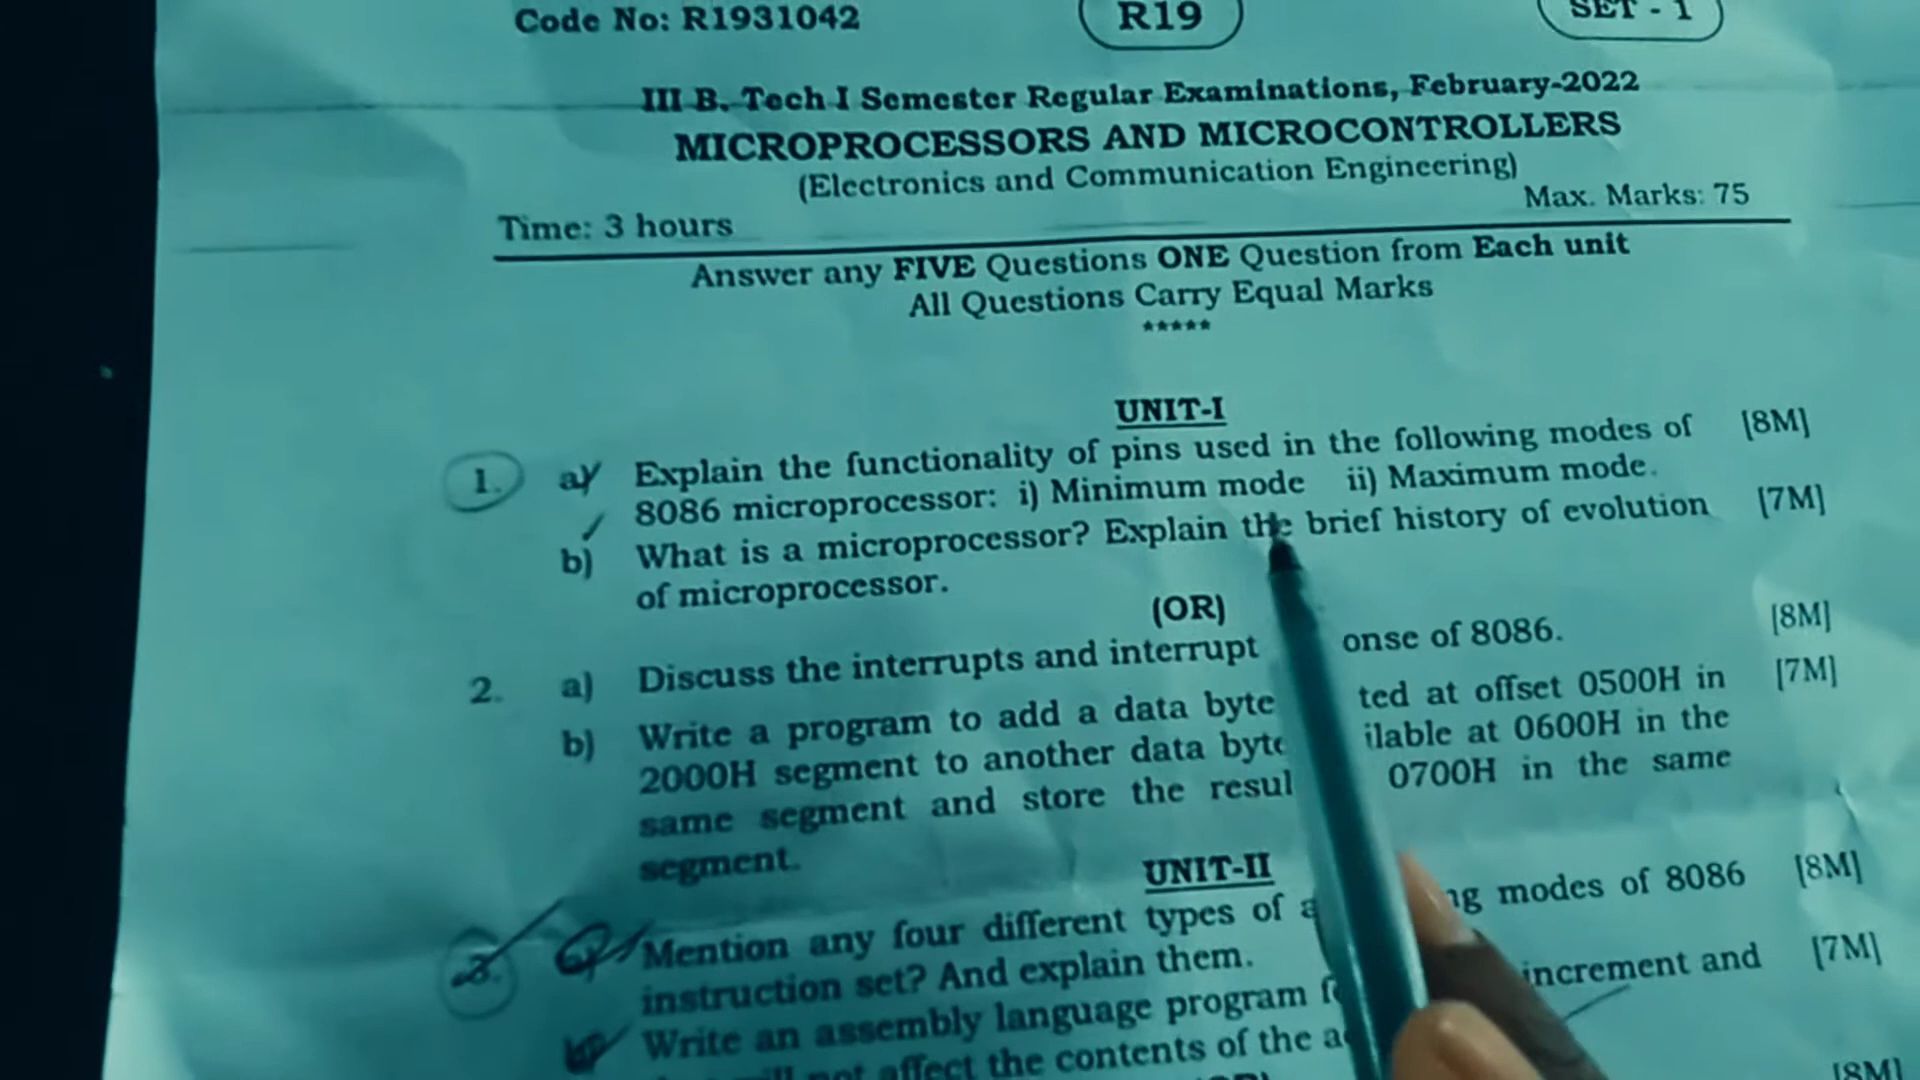 Code No: R1931042 R19 SET - 1
III B. Tech I Semester Regular Examinations, February-2022
MICROPROCESSORS AND MICROCONTROLLERS
(Electronics and Communication Engineering)
Time: 3 hours Max. Marks: 75
Answer any FIVE Questions ONE Question from Each unit
All Questions Carry Equal Marks
*****
UNIT-I
1. a) Explain the functionality of pins used in the following modes of [8M]
8086 microprocessor: i) Minimum mode ii) Maximum mode.
b) What is a microprocessor? Explain the brief history of evolution [7M]
of microprocessor.
(OR)
2. a) Discuss the interrupts and interrupt onse of 8086. [8M]
b) Write a program to add a data byte ted at offset 0500H in [7M]
2000H segment to another data byte ilable at 0600H in the
same segment and store the resul 0700H in the same
segment.
UNIT-II
3. a) Mention any four different types of a ng modes of 8086 [8M]
instruction set? And explain them.
b) Write an assembly language program f increment and [7M]
not affect the contents of the a
[8M]